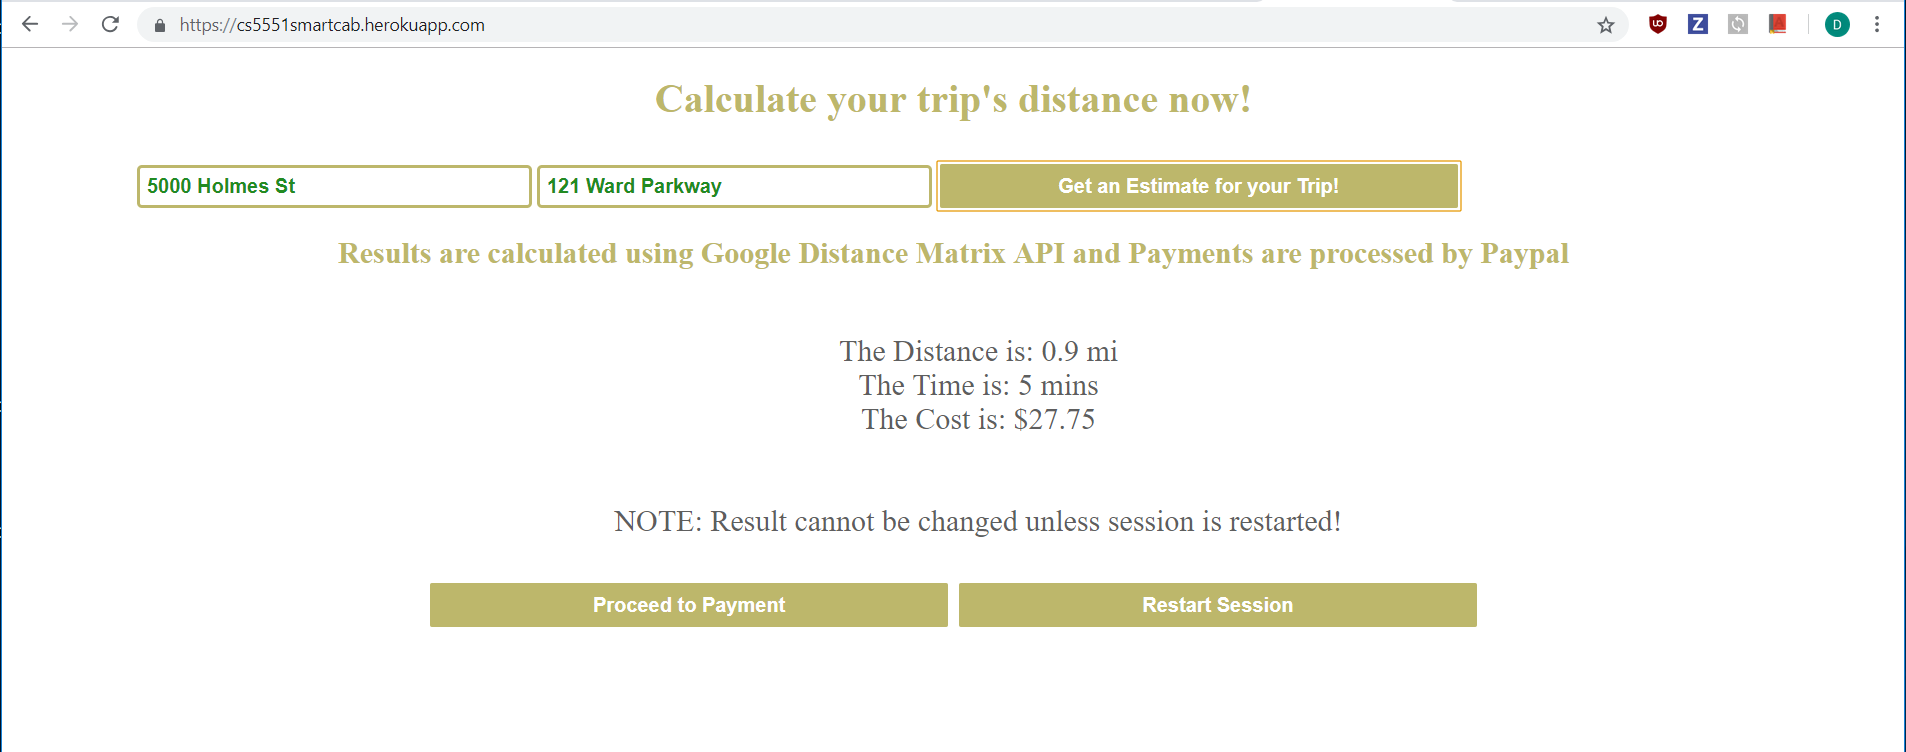 https://cs5551smartcab.herokuapp.com
D
Calculate your trip's distance now!
5000 Holmes St
121 Ward Parkway
Get an Estimate for your Trip!
Results are calculated using Google Distance Matrix API and Payments are processed by Paypal
The Distance is: 0.9 mi
The Time is: 5 mins
The Cost is: $27.75
NOTE: Result cannot be changed unless session is restarted!
Proceed to Payment
Restart Session